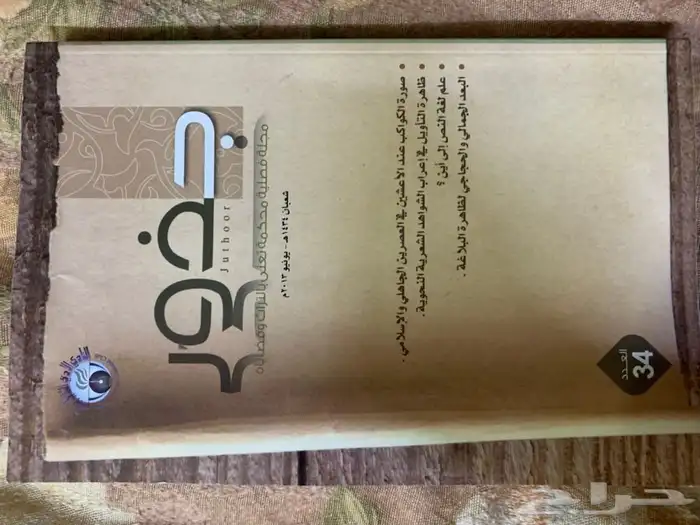 جذور
Juthoor
مجلة فصلية محكمة تعنى بالتراث وقضاياه
شعبان ١٤٣٤هـ - يونيو ٢٠١٣م
• صورة الكواكب عند الأعشين في العصرين الجاهلي والإسلامي.
• ظاهرة التأويل في إعراب الشواهد الشعرية النحوية.
• علم لغة النص إلى أين؟
• البعد الجمالي والحجاجي لظاهرة البلاغة.
العدد
34
النادي الأدبي
حراج